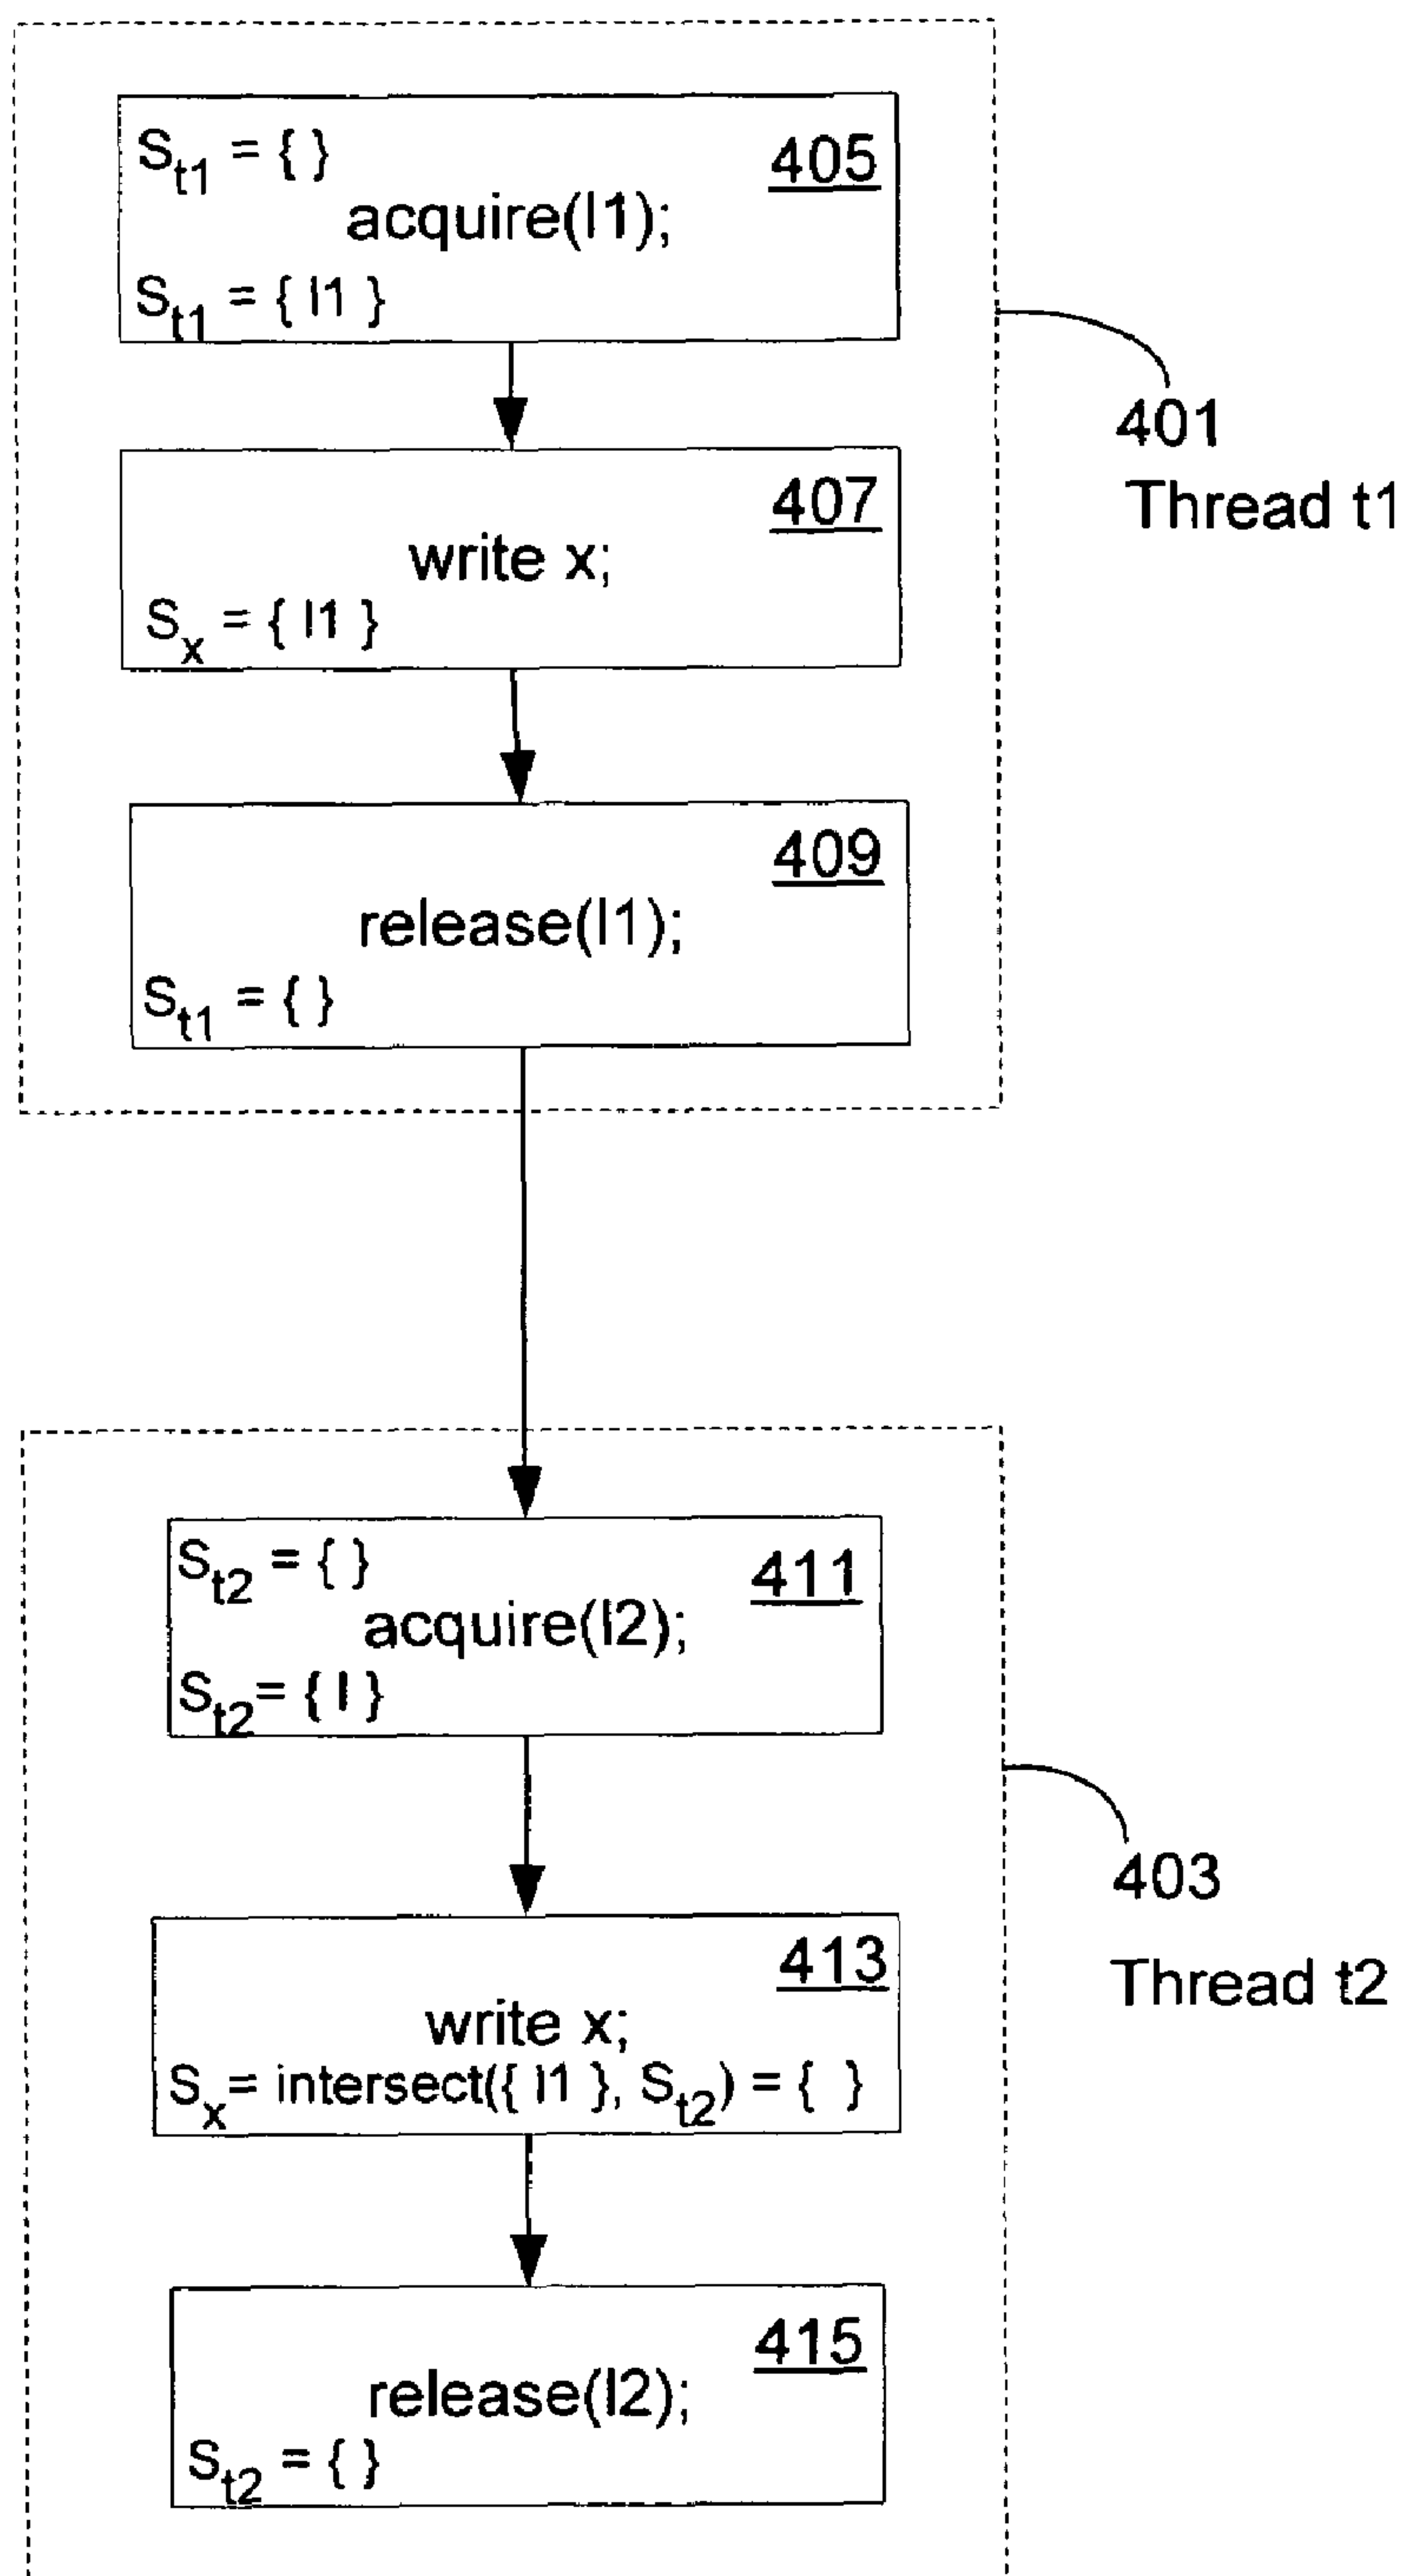 S_t1 = { }
405
acquire(l1);
S_t1 = { l1 }
401
Thread t1
407
write x;
S_x = { l1 }
409
release(l1);
S_t1 = { }
S_t2 = { }
411
acquire(l2);
S_t2= { l }
403
Thread t2
413
write x;
S_x= intersect({ l1 }, S_t2) = { }
415
release(l2);
S_t2 = { }